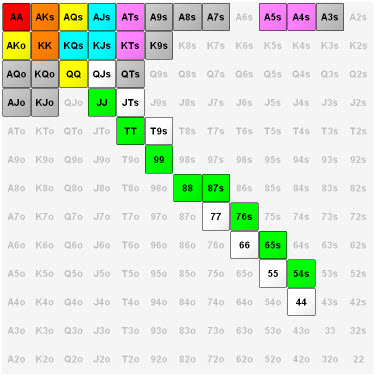 AA AKs AQs AJs ATs A9s A8s A7s A6s A5s A4s A3s A2s
AKo KK KQs KJs KTs K9s K8s K7s K6s K5s K4s K3s K2s
AQo KQo QQ QJs QTs Q9s Q8s Q7s Q6s Q5s Q4s Q3s Q2s
AJo KJo QJo JJ JTs J9s J8s J7s J6s J5s J4s J3s J2s
ATo KTo QTo JTo TT T9s T8s T7s T6s T5s T4s T3s T2s
A9o K9o Q9o J9o T9o 99 98s 97s 96s 95s 94s 93s 92s
A8o K8o Q8o J8o T8o 98o 88 87s 86s 85s 84s 83s 82s
A7o K7o Q7o J7o T7o 97o 87o 77 76s 75s 74s 73s 72s
A6o K6o Q6o J6o T6o 96o 86o 76o 66 65s 64s 63s 62s
A5o K5o Q5o J5o T5o 95o 85o 75o 65o 55 54s 53s 52s
A4o K4o Q4o J4o T4o 94o 84o 74o 64o 54o 44 43s 42s
A3o K3o Q3o J3o T3o 93o 83o 73o 63o 53o 43o 33 32s
A2o K2o Q2o J2o T2o 92o 82o 72o 62o 52o 42o 32o 22